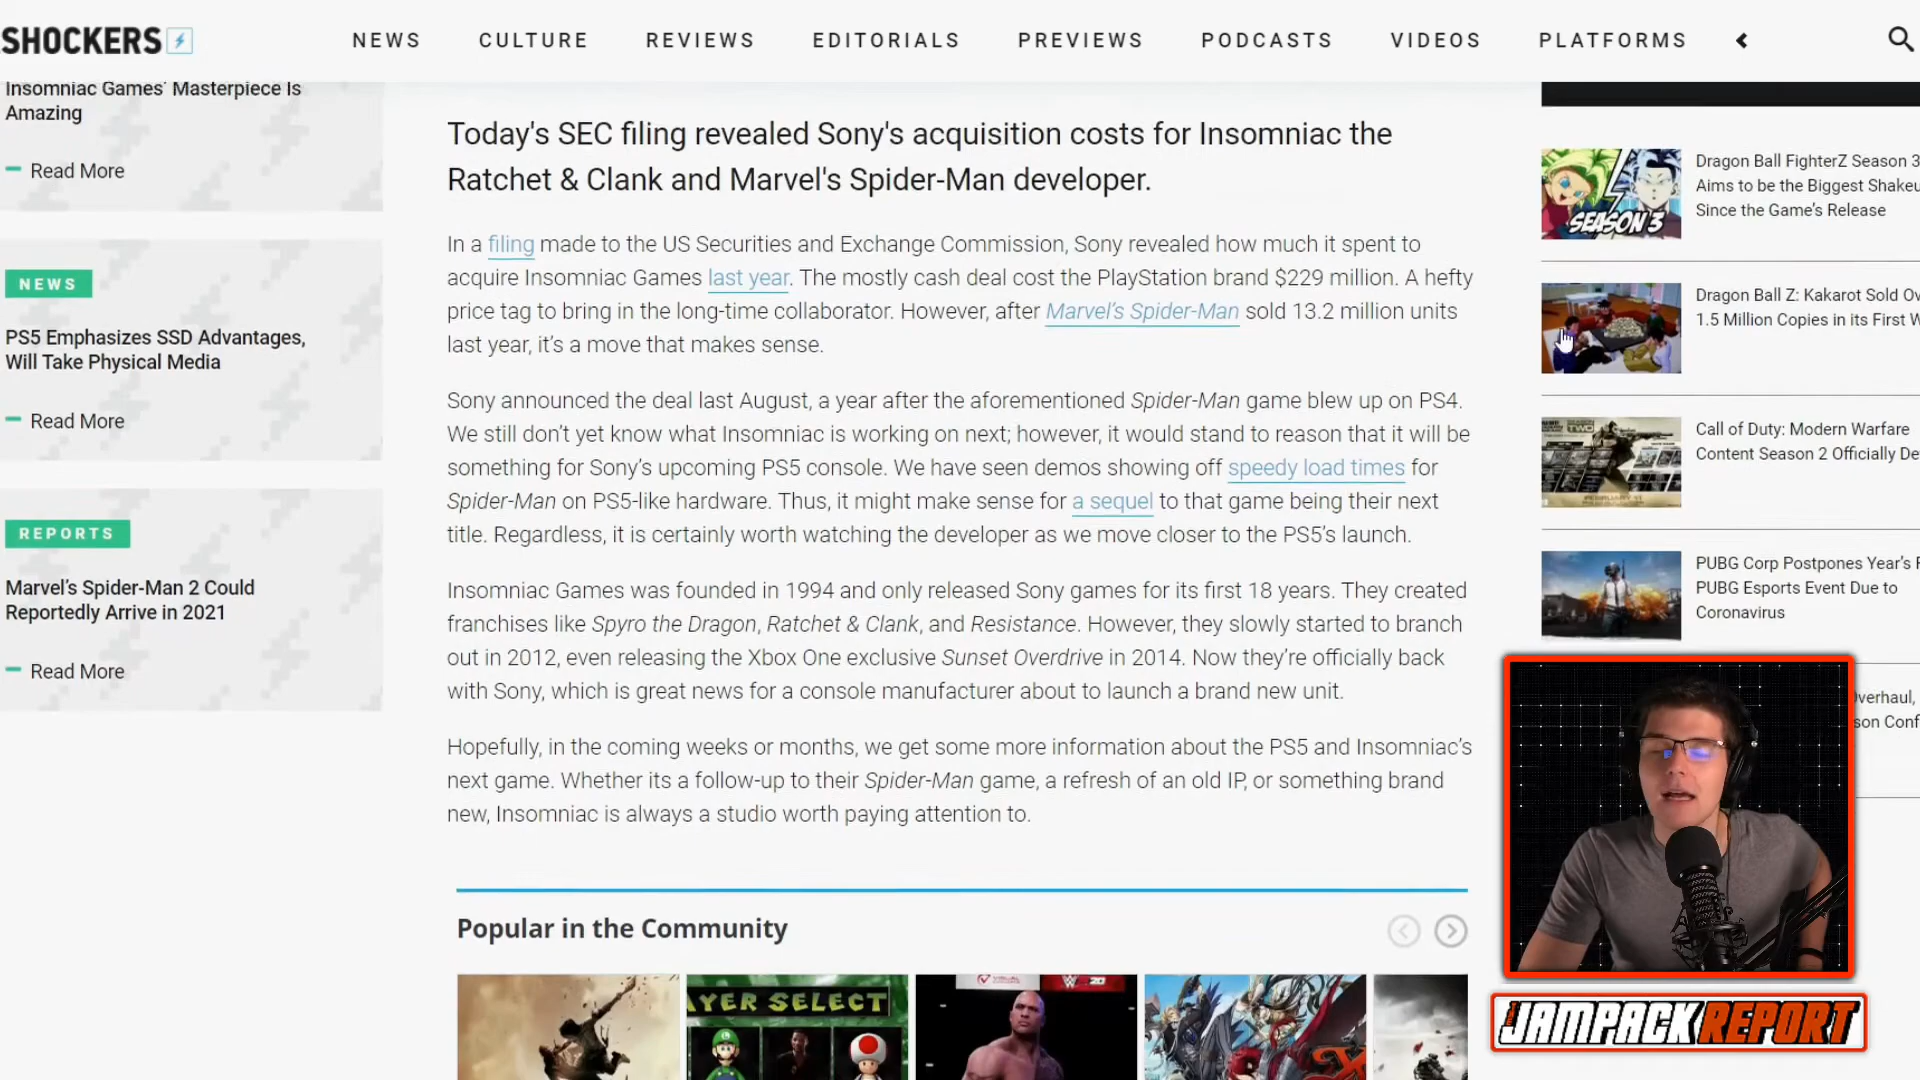 SHOCKERS
NEWS CULTURE REVIEWS EDITORIALS PREVIEWS PODCASTS VIDEOS PLATFORMS
Insomniac Games' Masterpiece Is
Amazing
Read More
NEWS
PS5 Emphasizes SSD Advantages,
Will Take Physical Media
Read More
REPORTS
Marvel's Spider-Man 2 Could
Reportedly Arrive in 2021
Read More
Today's SEC filing revealed Sony's acquisition costs for Insomniac the
Ratchet & Clank and Marvel's Spider-Man developer.
In a filing made to the US Securities and Exchange Commission, Sony revealed how much it spent to
acquire Insomniac Games last year. The mostly cash deal cost the PlayStation brand $229 million. A hefty
price tag to bring in the long-time collaborator. However, after Marvel's Spider-Man sold 13.2 million units
last year, it's a move that makes sense.
Sony announced the deal last August, a year after the aforementioned Spider-Man game blew up on PS4.
We still don't yet know what Insomniac is working on next; however, it would stand to reason that it will be
something for Sony's upcoming PS5 console. We have seen demos showing off speedy load times for
Spider-Man on PS5-like hardware. Thus, it might make sense for a sequel to that game being their next
title. Regardless, it is certainly worth watching the developer as we move closer to the PS5's launch.
Insomniac Games was founded in 1994 and only released Sony games for its first 18 years. They created
franchises like Spyro the Dragon, Ratchet & Clank, and Resistance. However, they slowly started to branch
out in 2012, even releasing the Xbox One exclusive Sunset Overdrive in 2014. Now they're officially back
with Sony, which is great news for a console manufacturer about to launch a brand new unit.
Hopefully, in the coming weeks or months, we get some more information about the PS5 and Insomniac's
next game. Whether its a follow-up to their Spider-Man game, a refresh of an old IP, or something brand
new, Insomniac is always a studio worth paying attention to.
Popular in the Community
AYER SELECT
W 2K20
SEASON 3
Dragon Ball FighterZ Season 3
Aims to be the Biggest Shakeu
Since the Game's Release
Dragon Ball Z: Kakarot Sold Ov
1.5 Million Copies in its First W
Call of Duty: Modern Warfare
Content Season 2 Officially De
PUBG Corp Postpones Year's F
PUBG Esports Event Due to
Coronavirus
Overhaul,
son Conf
THE JAMPACK REPORT